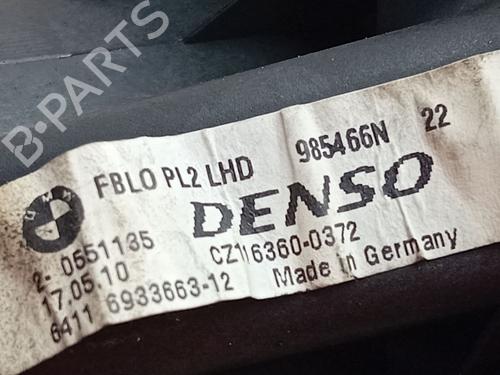 B-PARTS
BMW
FBLO PL2 LHD 985466N 22
DENSO
2- 0551135 CZ116360-0372
17.05.10 Made in Germany
6411 6933663-12